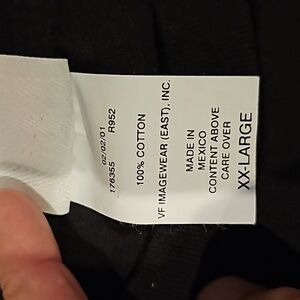 02/02/01
176355 R952
100% COTTON
VF IMAGEWEAR (EAST), INC.
MADE IN
MEXICO
CONTENT ABOVE
CARE OVER
XX-LARGE